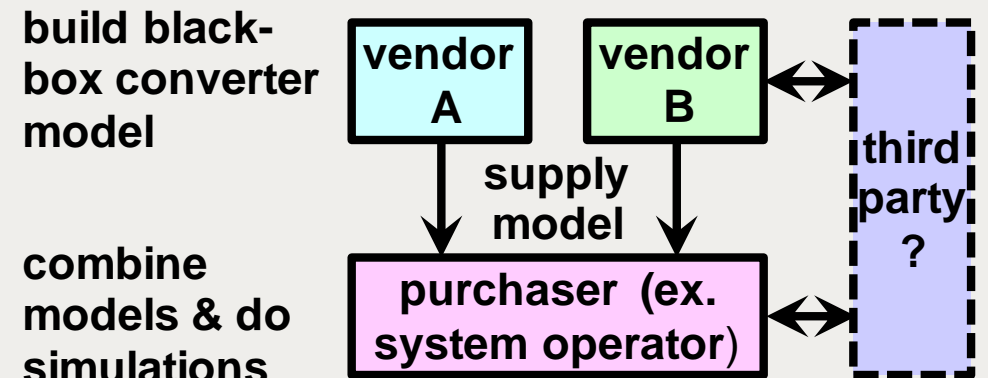 build black-
box converter
model
vendor
A
vendor
B
third
party
?
supply
model
combine
models & do
simulations
purchaser (ex.
system operator)